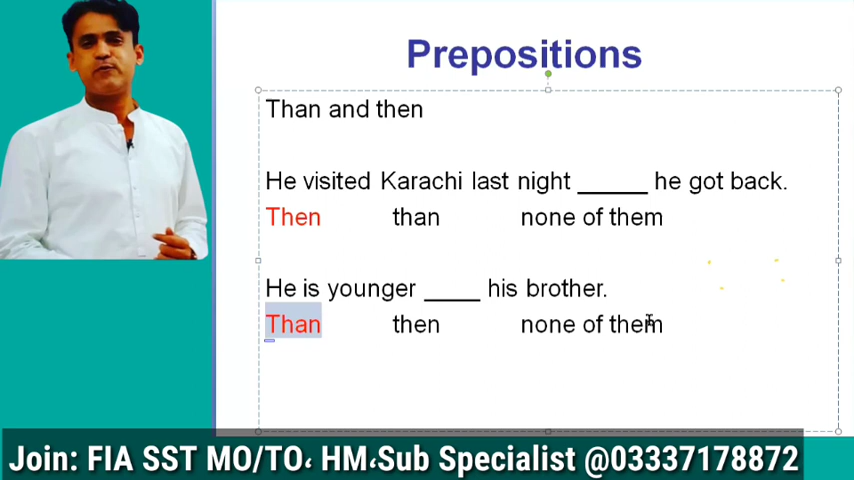 Prepositions
Than and then
He visited Karachi last night _____ he got back.
Then than none of them
He is younger ____ his brother.
Than then none of them
Join: FIA SST MO/TO، HM،Sub Specialist @03337178872